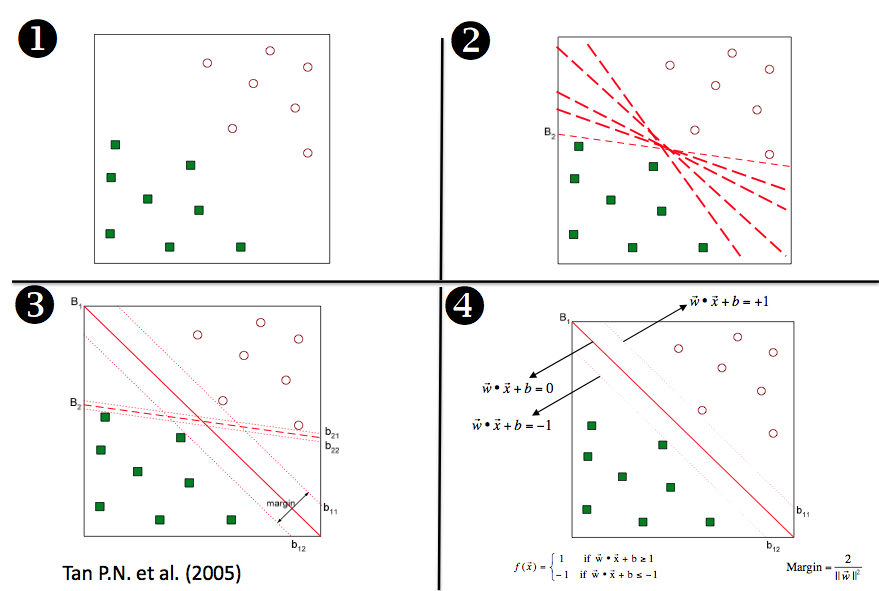 1
2
B2
3
B1
B2
b21
b22
margin
b11
b12
Tan P.N. et al. (2005)
4
w⃗ • x⃗ + b = +1
B1
w⃗ • x⃗ + b = 0
w⃗ • x⃗ + b = −1
b11
b12
f(x⃗) = { 1 if w⃗ • x⃗ + b ≥ 1
−1 if w⃗ • x⃗ + b ≤ −1
Margin = 2 / ||w⃗||²